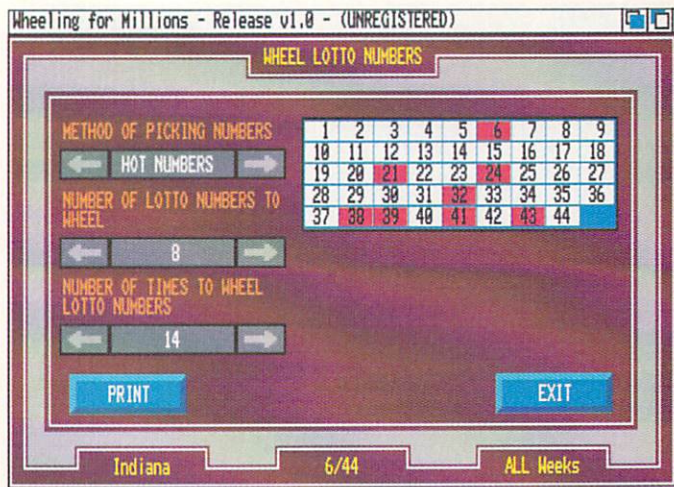 Wheeling for Millions - Release v1.0 - (UNREGISTERED)
WHEEL LOTTO NUMBERS
METHOD OF PICKING NUMBERS
HOT NUMBERS
NUMBER OF LOTTO NUMBERS TO
WHEEL
8
NUMBER OF TIMES TO WHEEL
LOTTO NUMBERS
14
1 2 3 4 5 6 7 8 9
10 11 12 13 14 15 16 17 18
19 20 21 22 23 24 25 26 27
28 29 30 31 32 33 34 35 36
37 38 39 40 41 42 43 44
PRINT
EXIT
Indiana
6/44
ALL Weeks